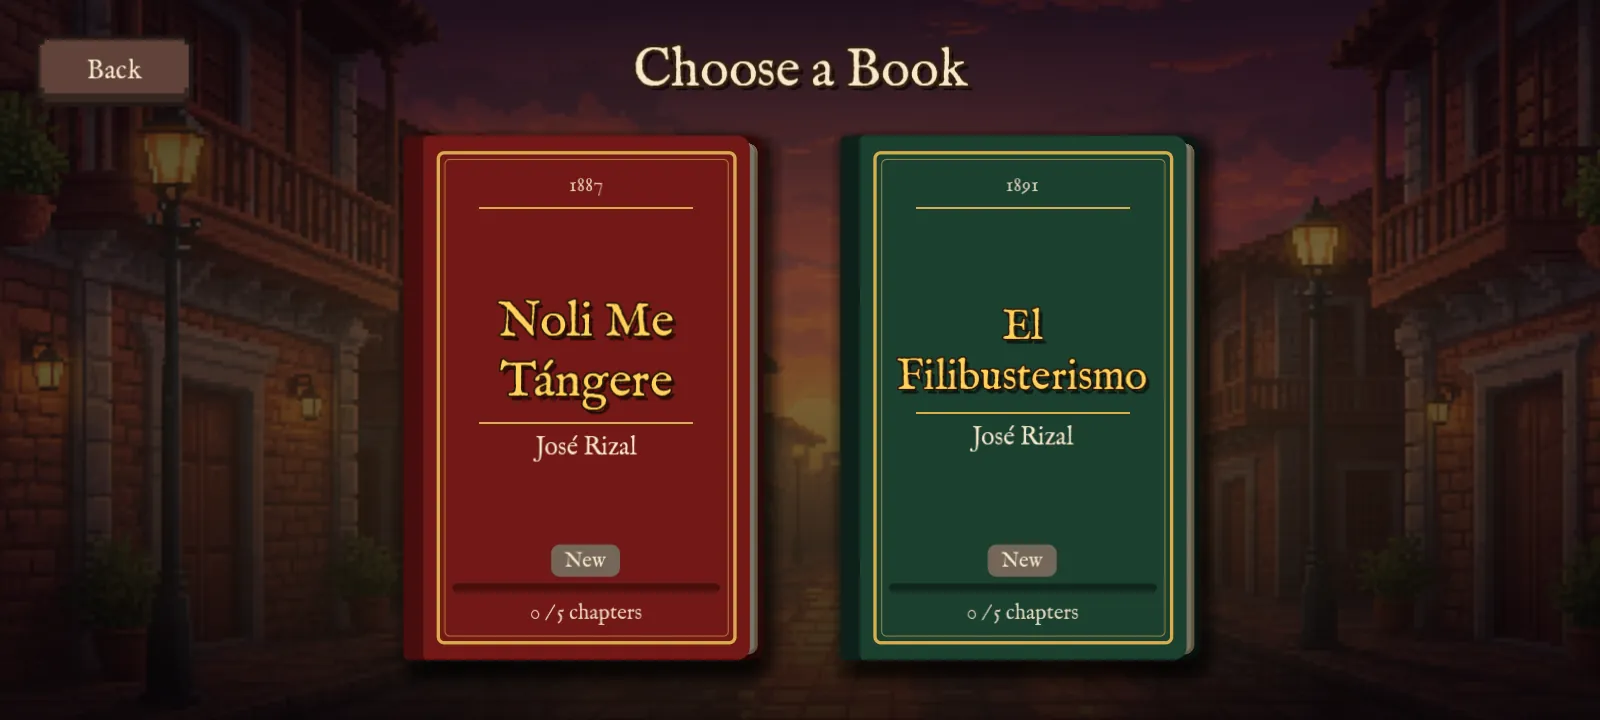 Back
Choose a Book
1887
Noli Me
Tángere
José Rizal
New
0 /5 chapters
1891
El
Filibusterismo
José Rizal
New
0 /5 chapters